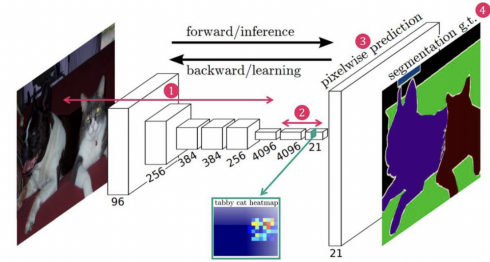 forward/inference
backward/learning
pixelwise prediction
segmentation g.t.
1
2
3
4
96
256
384
384
256
4096
4096
21
tabby cat heatmap
21